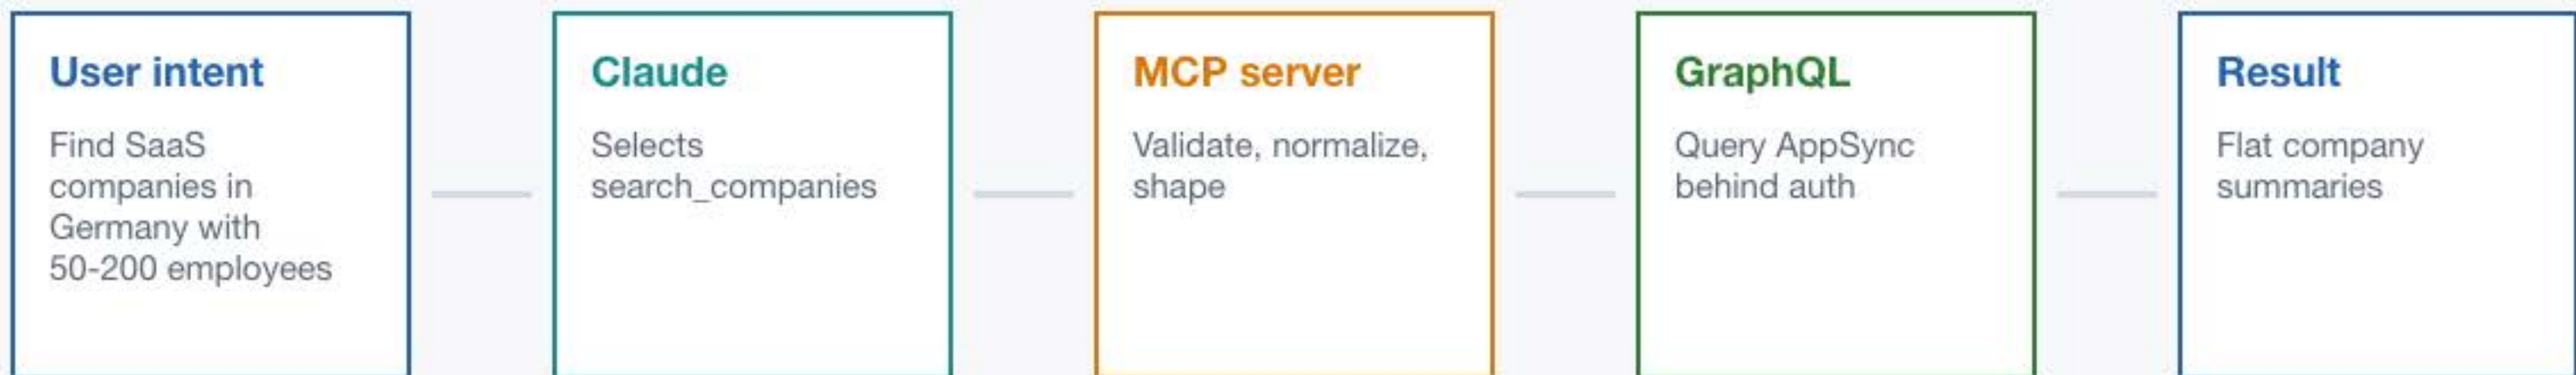 User intent
Find SaaS
companies in
Germany with
50-200 employees
Claude
Selects
search_companies
MCP server
Validate, normalize,
shape
GraphQL
Query AppSync
behind auth
Result
Flat company
summaries